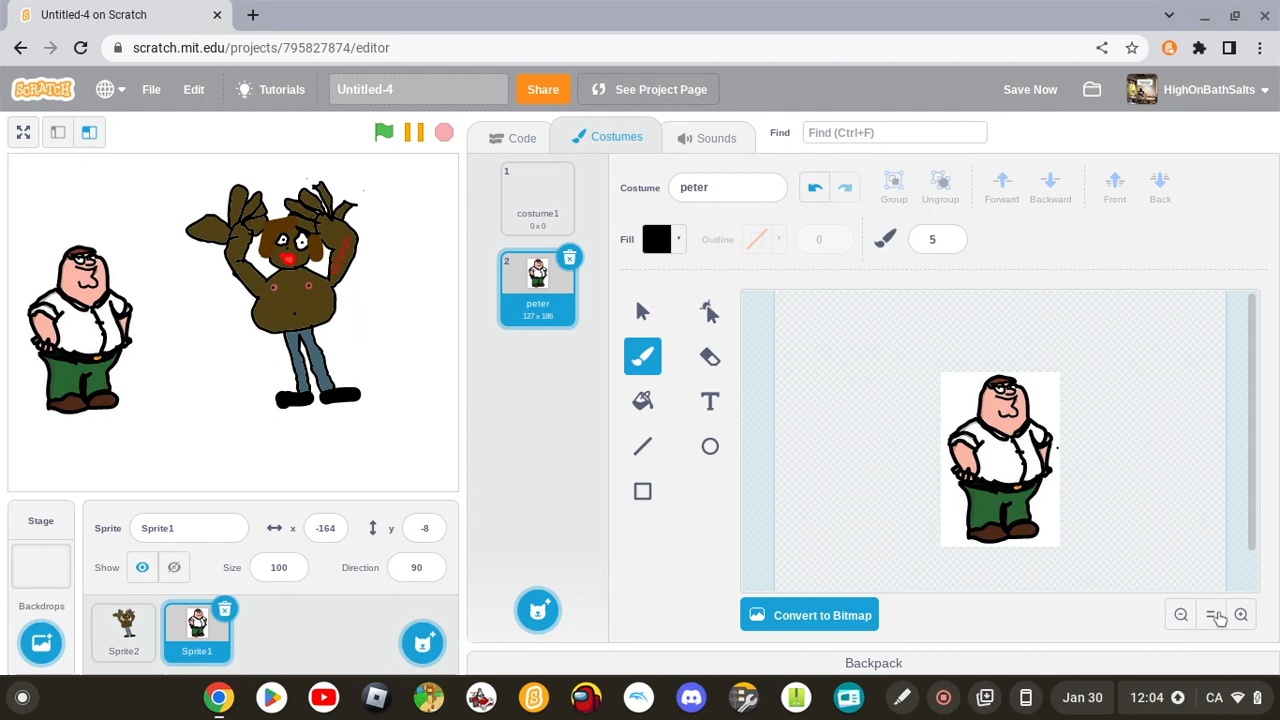 Untitled-4 on Scratch
scratch.mit.edu/projects/795827874/editor
SCRATCH
File
Edit
Tutorials
Untitled-4
Share
See Project Page
Save Now
HighOnBathSalts
Code
Costumes
Sounds
Find
Find (Ctrl+F)
1
costume1
0 x 0
2
peter
127 x 186
Costume
peter
Group
Ungroup
Forward
Backward
Front
Back
Fill
Outline
0
5
Convert to Bitmap
Backpack
Stage
Backdrops
Sprite
Sprite1
x
-164
y
-8
Show
Size
100
Direction
90
Sprite2
Sprite1
Jan 30
12:04
CA